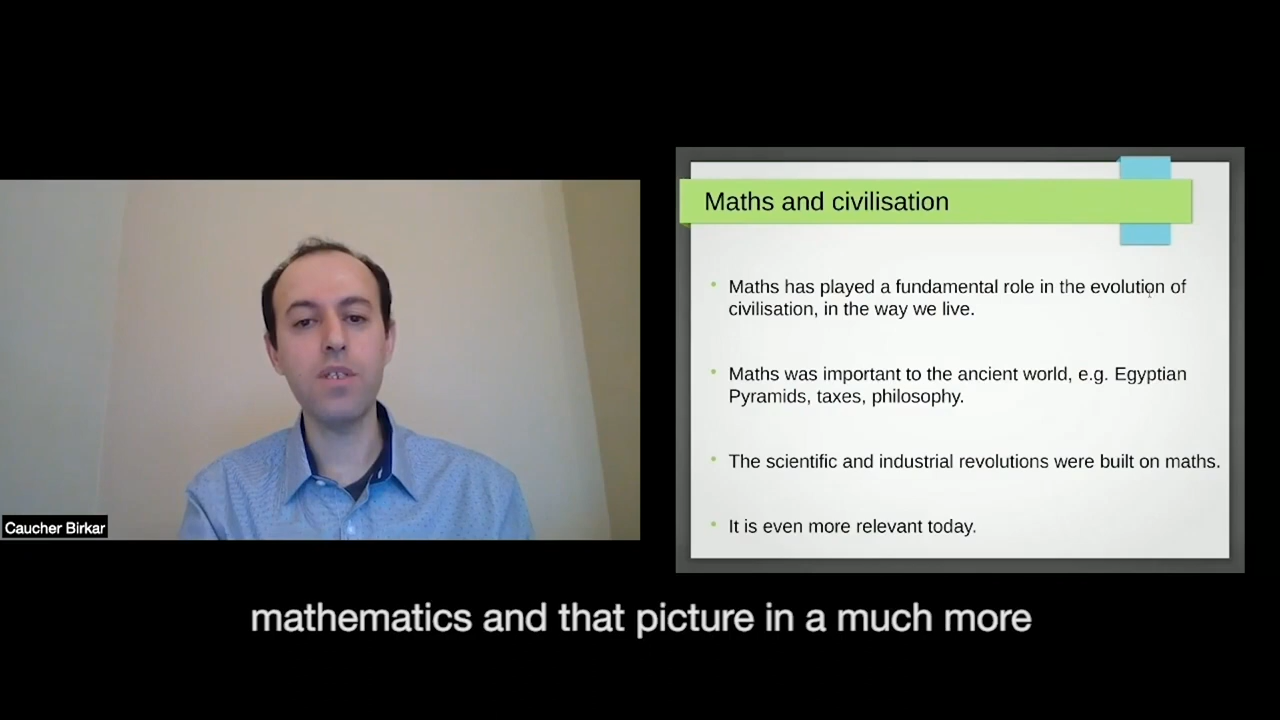 Maths and civilisation
Maths has played a fundamental role in the evolution of
civilisation, in the way we live.
Maths was important to the ancient world, e.g. Egyptian
Pyramids, taxes, philosophy.
The scientific and industrial revolutions were built on maths.
It is even more relevant today.
Caucher Birkar
mathematics and that picture in a much more